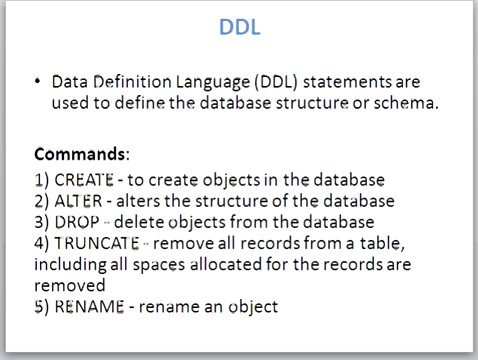 DDL
• Data Definition Language (DDL) statements are
used to define the database structure or schema.
Commands:
1) CREATE - to create objects in the database
2) ALTER - alters the structure of the database
3) DROP - delete objects from the database
4) TRUNCATE - remove all records from a table,
including all spaces allocated for the records are
removed
5) RENAME - rename an object